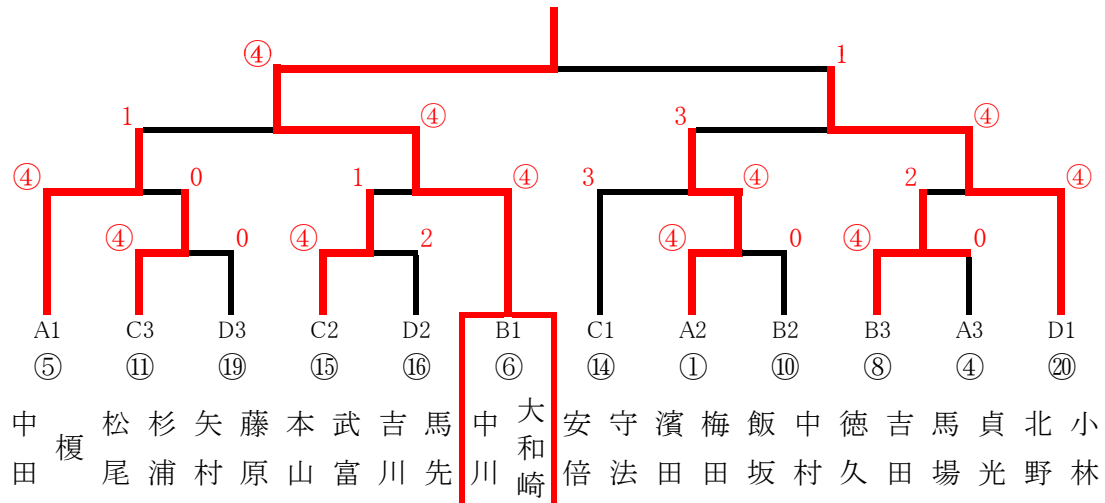 ④ 1
1 ④ 3 ④
④ 0 1 ④ 3 ④ 2 ④
④ 0 ④ 2 ④ 0 ④ 0
A1 C3 D3 C2 D2 B1 C1 A2 B2 B3 A3 D1
⑤ ⑪ ⑲ ⑮ ⑯ ⑥ ⑭ ① ⑩ ⑧ ④ ⑳
中田 榎 松尾 杉浦 矢村 藤原 本山 武富 吉川 馬先 中川 大和崎 安倍 守法 濱田 梅田 飯坂 中村 徳久 吉田 馬場 貞光 北野 小林